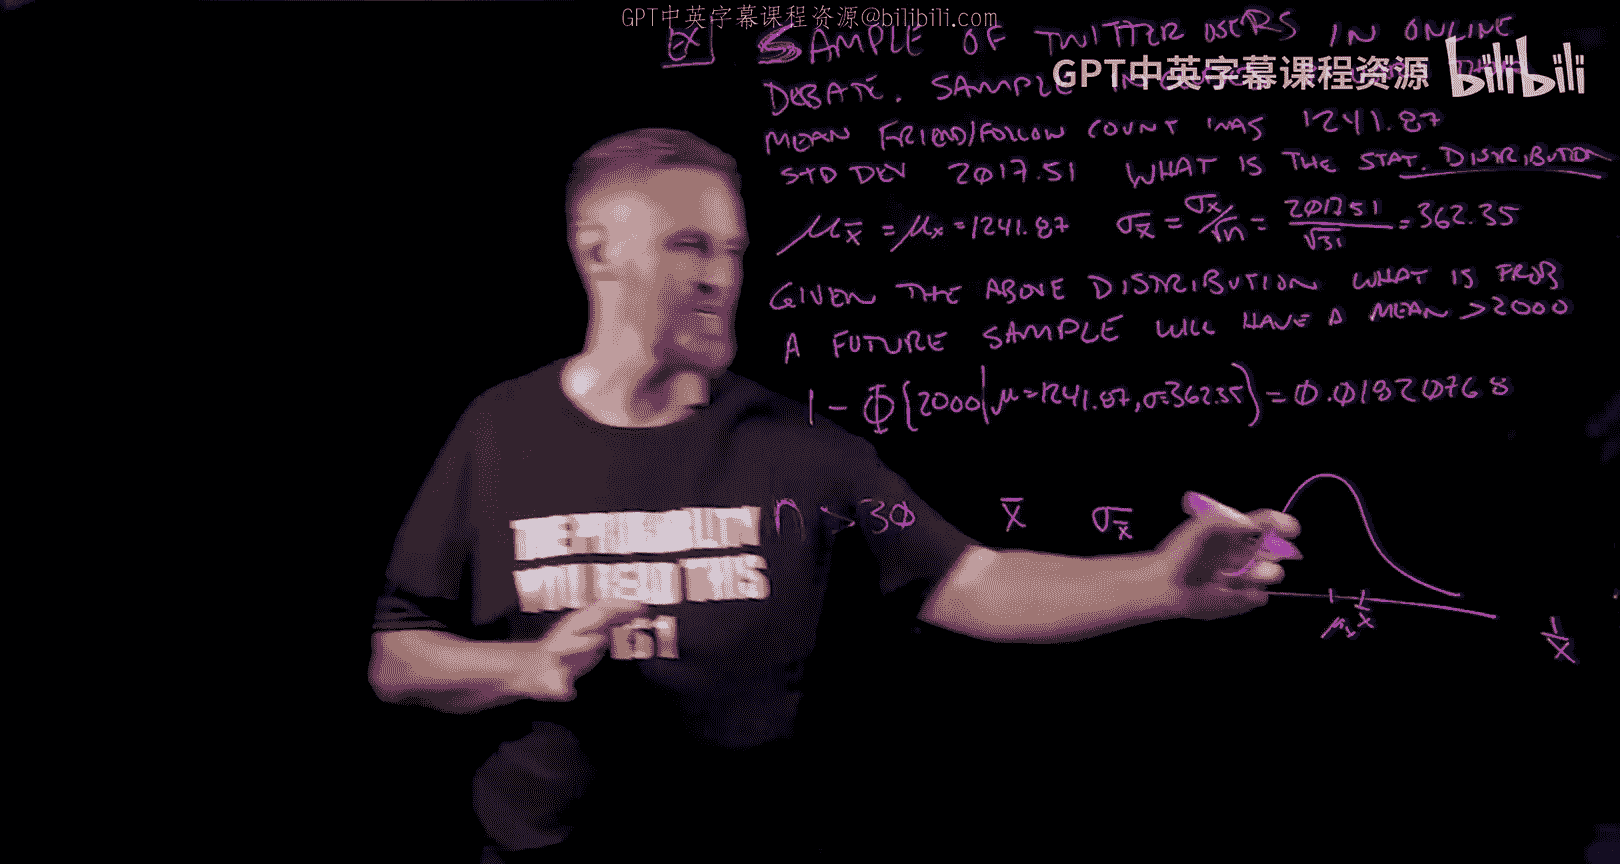 GPT中英字幕课程资源@bilibili.com
EX SAMPLE OF TWITTER USERS IN ONLINE
GPT中英字幕课程资源 bilibili
DEBATE. SAMPLE
MEAN FRIEND/FOLLOW COUNT WAS 1241.87
STD DEV 2017.51 WHAT IS THE STAT. DISTRIBUTION
μx̄ = μx = 1241.87 σx̄ = σx/√n = 201751/√31 = 362.35
GIVEN THE ABOVE DISTRIBUTION WHAT IS PROB
A FUTURE SAMPLE WILL HAVE A MEAN >2000
1 - Φ(2000|μ=1241.87, σ=362.35) = 0.01820768
n > 30 x̄ σx̄
x̄